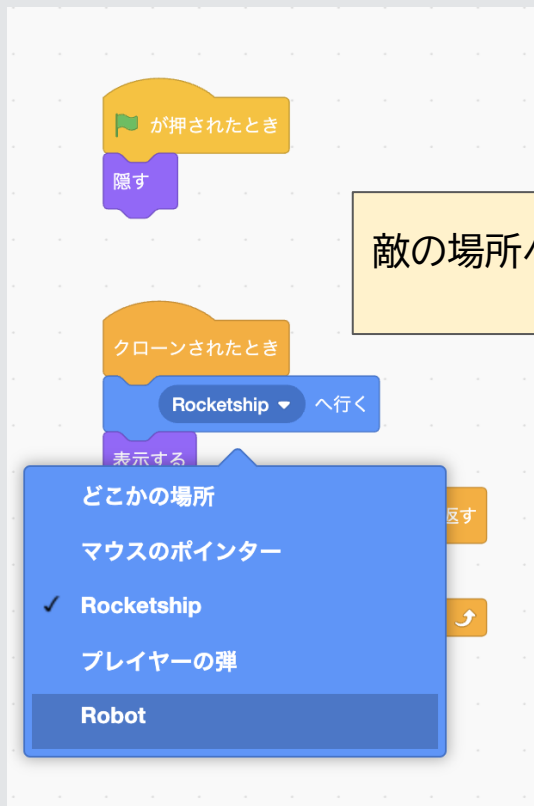 が押されたとき
隠す
敵の場所へ
クローンされたとき
Rocketship へ行く
表示する
返す
どこかの場所
マウスのポインター
Rocketship
プレイヤーの弾
Robot